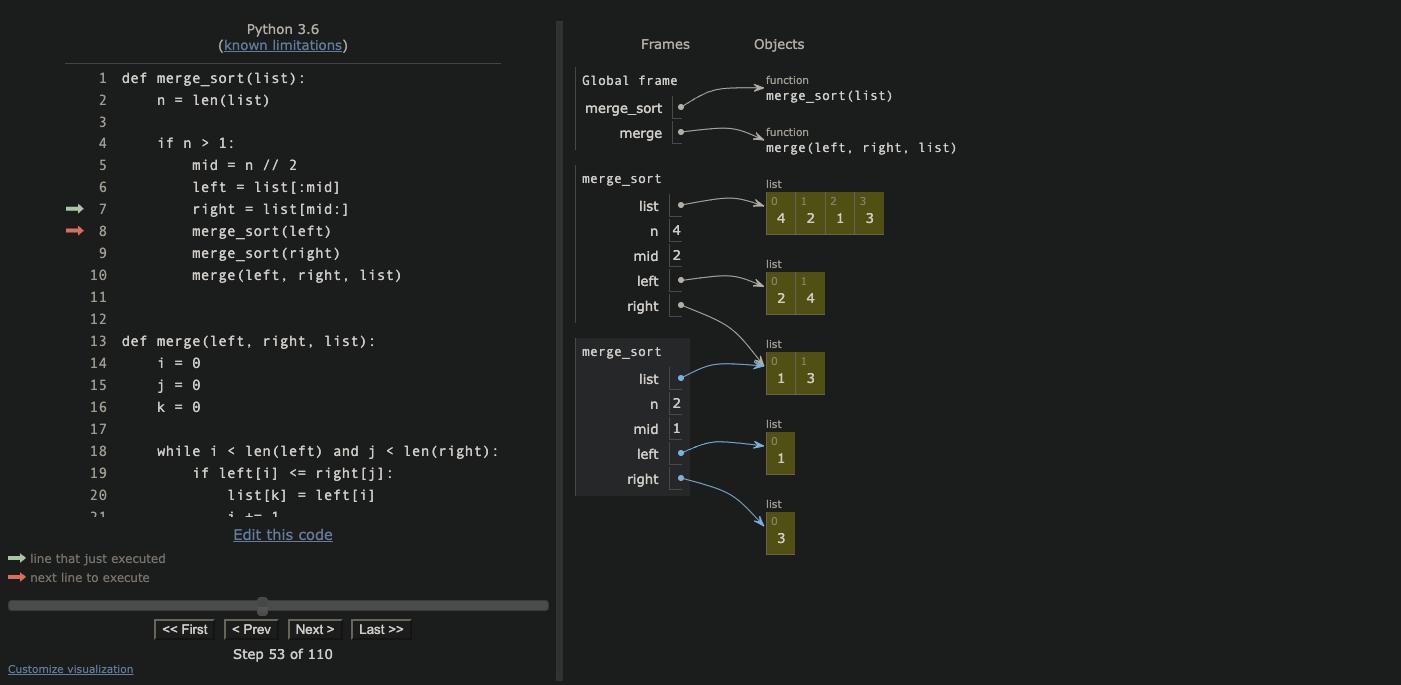 Python 3.6
(known limitations)
1 def merge_sort(list):
2 n = len(list)
3
4 if n > 1:
5 mid = n // 2
6 left = list[:mid]
7 right = list[mid:]
8 merge_sort(left)
9 merge_sort(right)
10 merge(left, right, list)
11
12
13 def merge(left, right, list):
14 i = 0
15 j = 0
16 k = 0
17
18 while i < len(left) and j < len(right):
19 if left[i] <= right[j]:
20 list[k] = left[i]
21 i += 1
Edit this code
line that just executed
next line to execute
<< First < Prev Next > Last >>
Step 53 of 110
Customize visualization
Frames Objects
Global frame
merge_sort
merge
function
merge_sort(list)
function
merge(left, right, list)
merge_sort
list
n 4
mid 2
left
right
list
0 1 2 3
4 2 1 3
list
0 1
2 4
list
0 1
1 3
merge_sort
list
n 2
mid 1
left
right
list
0
1
list
0
3